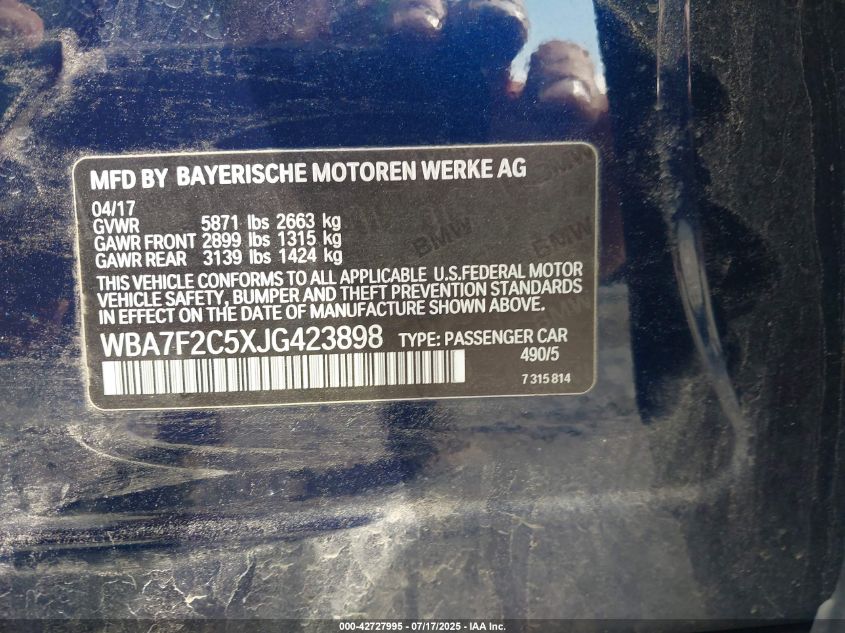 MFD BY BAYERISCHE MOTOREN WERKE AG
04/17
GVWR 5871 lbs 2663 kg
GAWR FRONT 2899 lbs 1315 kg
GAWR REAR 3139 lbs 1424 kg
THIS VEHICLE CONFORMS TO ALL APPLICABLE U.S.FEDERAL MOTOR
VEHICLE SAFETY, BUMPER AND THEFT PREVENTION STANDARDS
IN EFFECT ON THE DATE OF MANUFACTURE SHOWN ABOVE.
WBA7F2C5XJG423898 TYPE: PASSENGER CAR
490/5
7 315 814
BMW
BMW
000-42727995 - 07/17/2025 - IAA Inc.